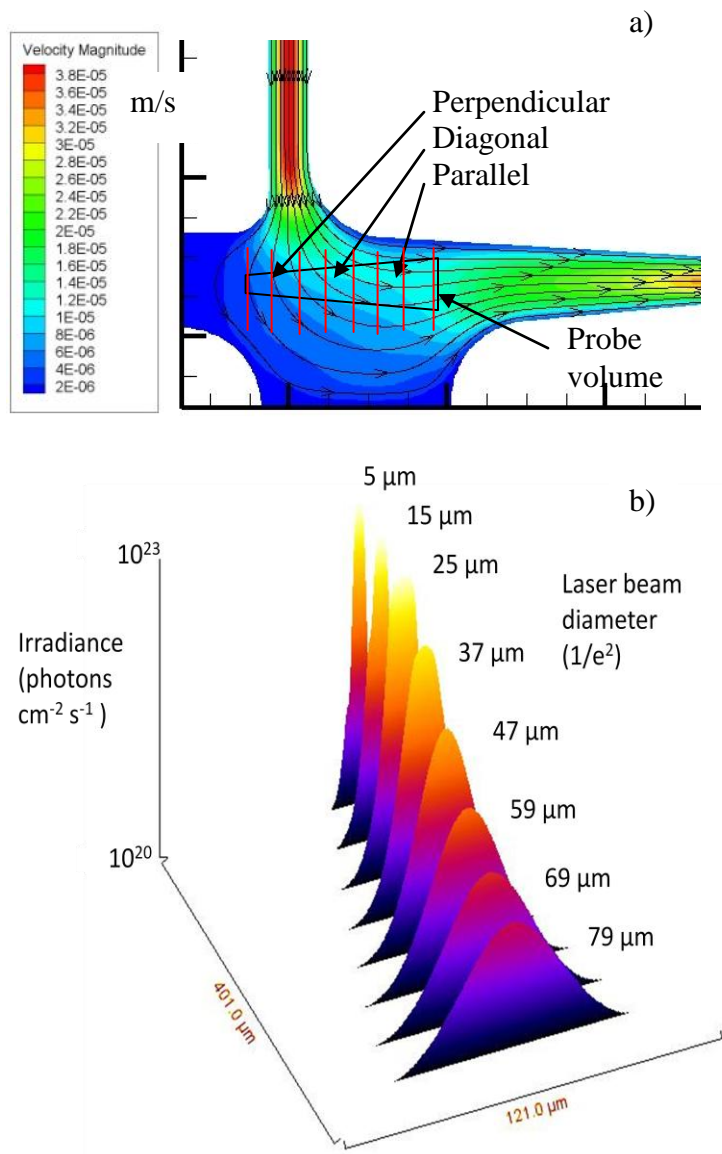 a)
Velocity Magnitude
3.8E-05
3.6E-05
3.4E-05
3.2E-05
3E-05
2.8E-05
2.6E-05
2.4E-05
2.2E-05
2E-05
1.8E-05
1.6E-05
1.4E-05
1.2E-05
1E-05
8E-06
6E-06
4E-06
2E-06
m/s
Perpendicular
Diagonal
Parallel
Probe
volume
b)
5 µm
15 µm
25 µm
37 µm
47 µm
59 µm
69 µm
79 µm
Laser beam
diameter
(1/e²)
10²³
Irradiance
(photons
cm⁻² s⁻¹ )
10²⁰
401.0 µm
121.0 µm